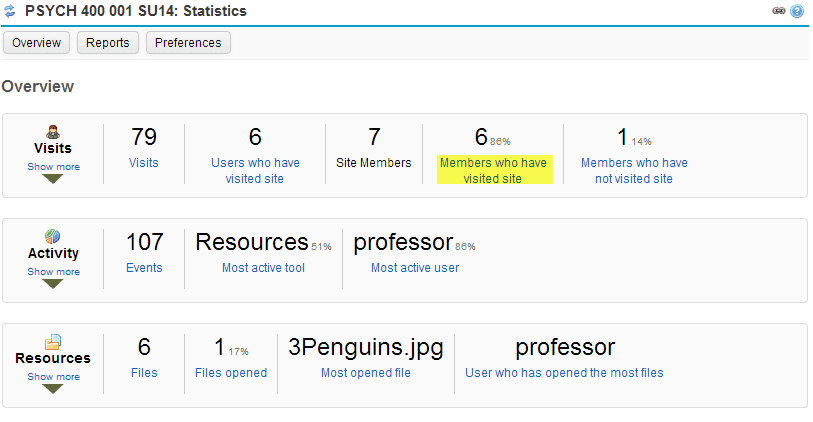 PSYCH 400 001 SU14: Statistics
Overview Reports Preferences
Overview
Visits
Show more
79
Visits
6
Users who have
visited site
7
Site Members
6 86%
Members who have
visited site
1 14%
Members who have
not visited site
Activity
Show more
107
Events
Resources 51%
Most active tool
professor 86%
Most active user
Resources
Show more
6
Files
1 17%
Files opened
3Penguins.jpg
Most opened file
professor
User who has opened the most files